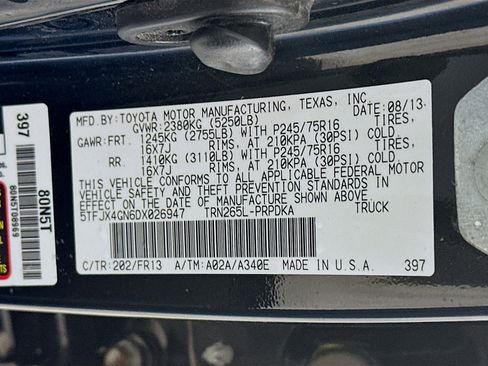 MFD.BY:TOYOTA MOTOR MANUFACTURING, TEXAS, INC.
GVWR:2380KG (5250LB) DATE:08/13
GAWR:FRT. 1245KG (2755LB) WITH P245/75R16 TIRES,
16X7J RIMS, AT 210KPA (30PSI) COLD.
RR. 1410KG (3110LB) WITH P245/75R16 TIRES,
16X7J RIMS, AT 210KPA (30PSI) COLD.
THIS VEHICLE CONFORMS TO ALL APPLICABLE FEDERAL MOTOR
VEHICLE SAFETY AND THEFT PREVENTION STANDARDS IN
EFFECT ON THE DATE OF MANUFACTURE SHOWN ABOVE.
5TFJX4GN6DX026947 TRN265L-PRPDKA TRUCK
C/TR:202/FR13 A/TM:A02A/A340E MADE IN U.S.A. 397
397
80N5T